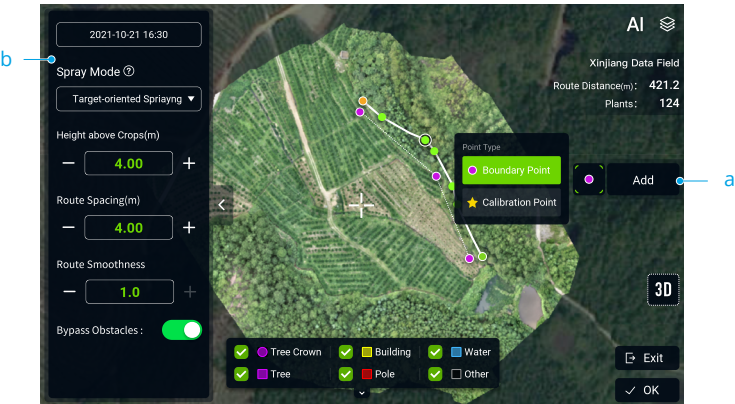 2021-10-21 16:30
b
Spray Mode ?
Target-oriented Spriayng ▼
Height above Crops(m)
− 4.00 +
Route Spacing(m)
− 4.00 +
Route Smoothness
− 1.0 +
Bypass Obstacles :
AI
Xinjiang Data Field
Route Distance(m) : 421.2
Plants : 124
Point Type
Boundary Point
Calibration Point
Add
a
3D
Tree Crown Building Water
Tree Pole Other
Exit
OK